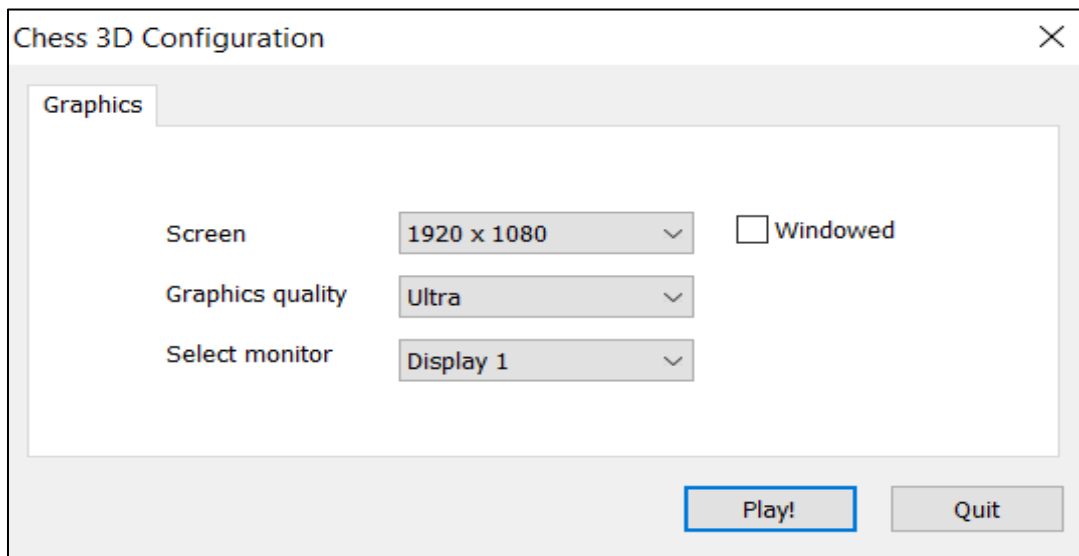 Chess 3D Configuration
Graphics
Screen 1920 x 1080 Windowed
Graphics quality Ultra
Select monitor Display 1
Play! Quit